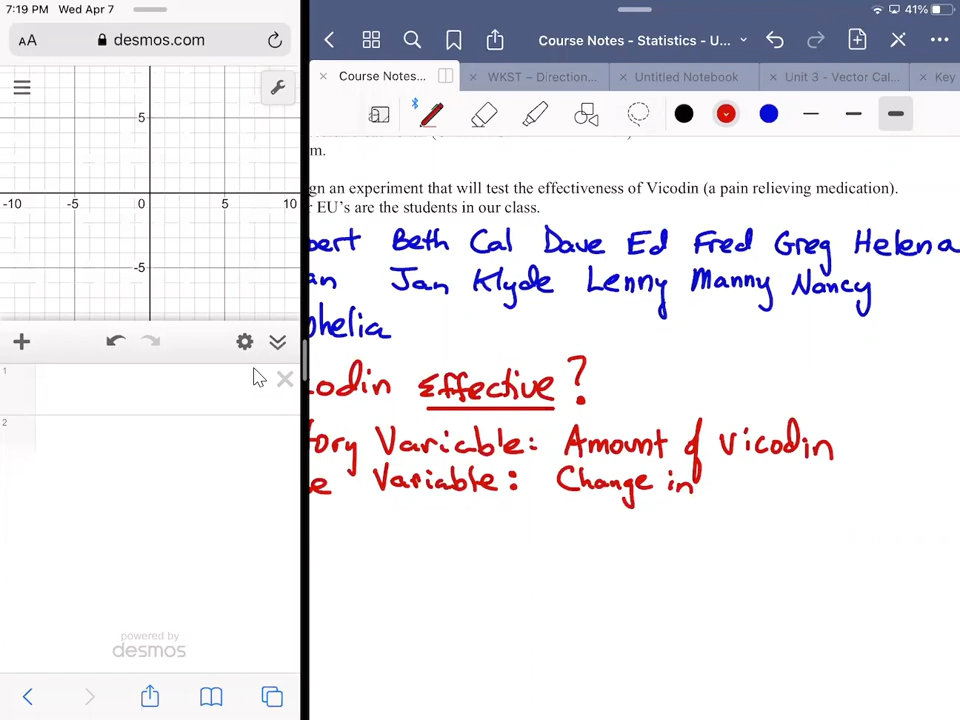 7:19 PM Wed Apr 7
41%
AA desmos.com
Course Notes - Statistics - U...
Course Notes...
WKST – Direction...
Untitled Notebook
Unit 3 - Vector Cal...
Key
5
-10 -5 0 5 10
-5
1
2
powered by
desmos
m.
gn an experiment that will test the effectiveness of Vicodin (a pain relieving medication).
r EU's are the students in our class.
bert Beth Cal Dave Ed Fred Greg Helena
an Jan Klyde Lenny Manny Nancy
phelia
codin Effective?
tory Variable: Amount of Vicodin
e Variable: Change in